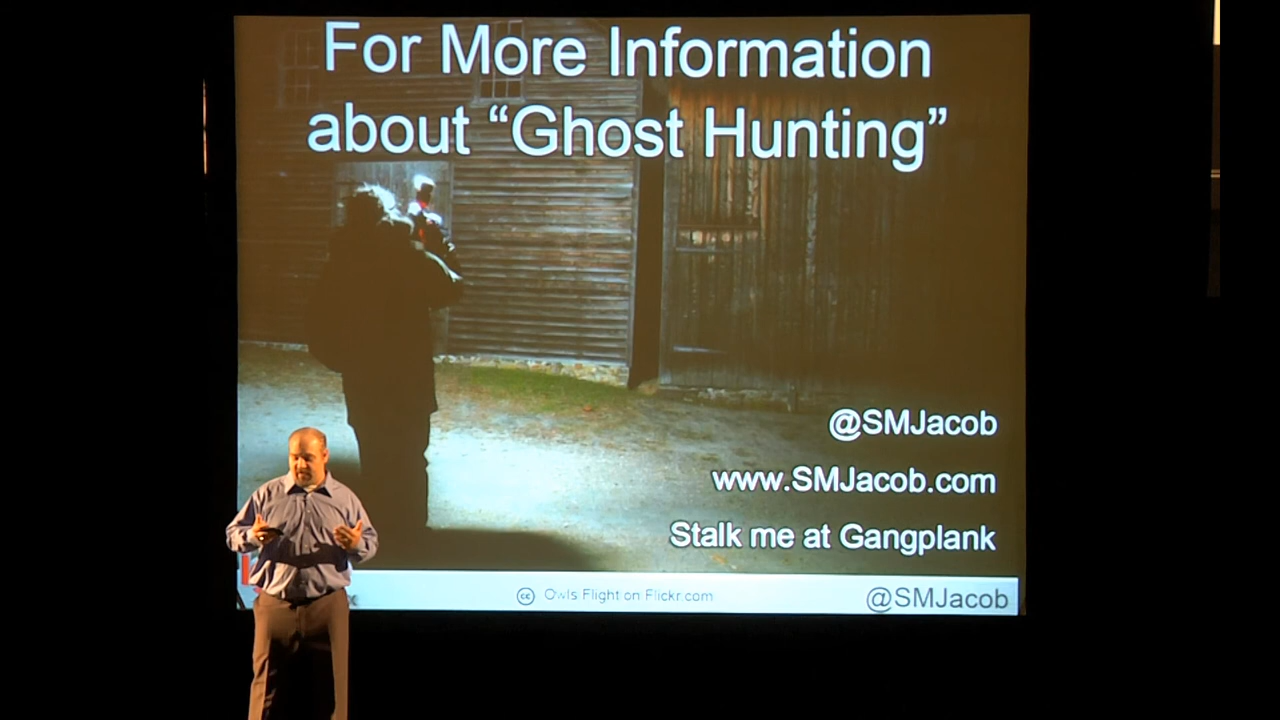 For More Information
about “Ghost Hunting”
@SMJacob
www.SMJacob.com
Stalk me at Gangplank
cc Owls Flight on Flickr.com
@SMJacob